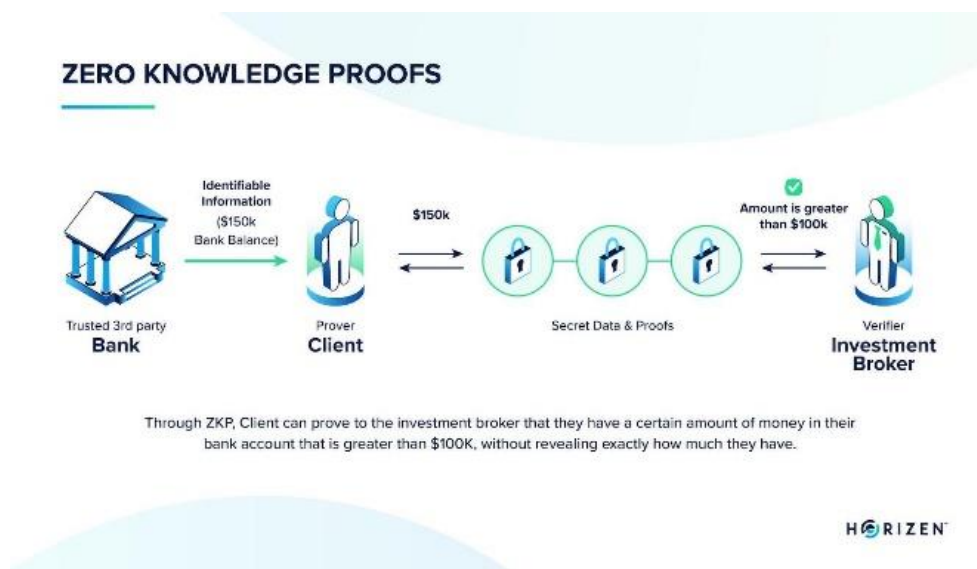 ZERO KNOWLEDGE PROOFS
Identifiable
Information
($150k
Bank Balance)
$150k
Amount is greater
than $100k
Trusted 3rd party
Bank
Prover
Client
Secret Data & Proofs
Verifier
Investment
Broker
Through ZKP, Client can prove to the investment broker that they have a certain amount of money in their
bank account that is greater than $100K, without revealing exactly how much they have.
HORIZEN